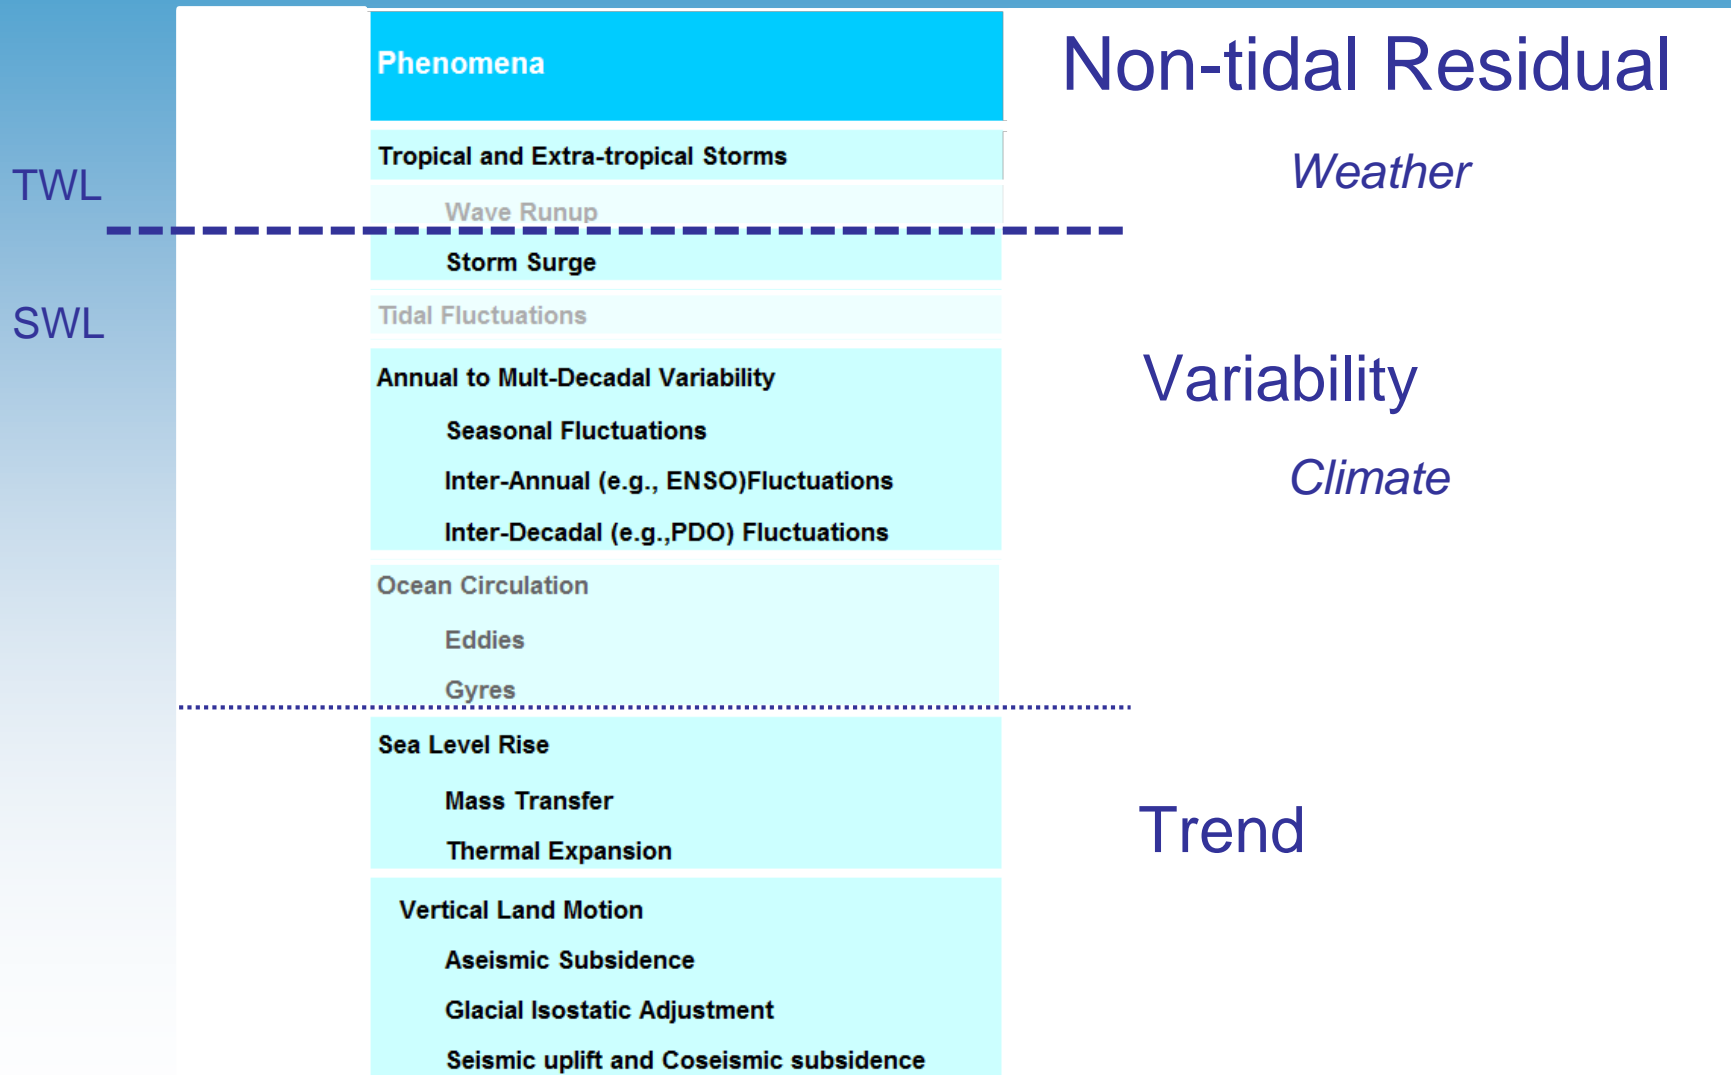 Phenomena
Non-tidal Residual
Tropical and Extra-tropical Storms
Weather
TWL
Wave Runup
Storm Surge
SWL
Tidal Fluctuations
Annual to Mult-Decadal Variability
Variability
Seasonal Fluctuations
Inter-Annual (e.g., ENSO)Fluctuations
Climate
Inter-Decadal (e.g.,PDO) Fluctuations
Ocean Circulation
Eddies
Gyres
Sea Level Rise
Mass Transfer
Trend
Thermal Expansion
Vertical Land Motion
Aseismic Subsidence
Glacial Isostatic Adjustment
Seismic uplift and Coseismic subsidence